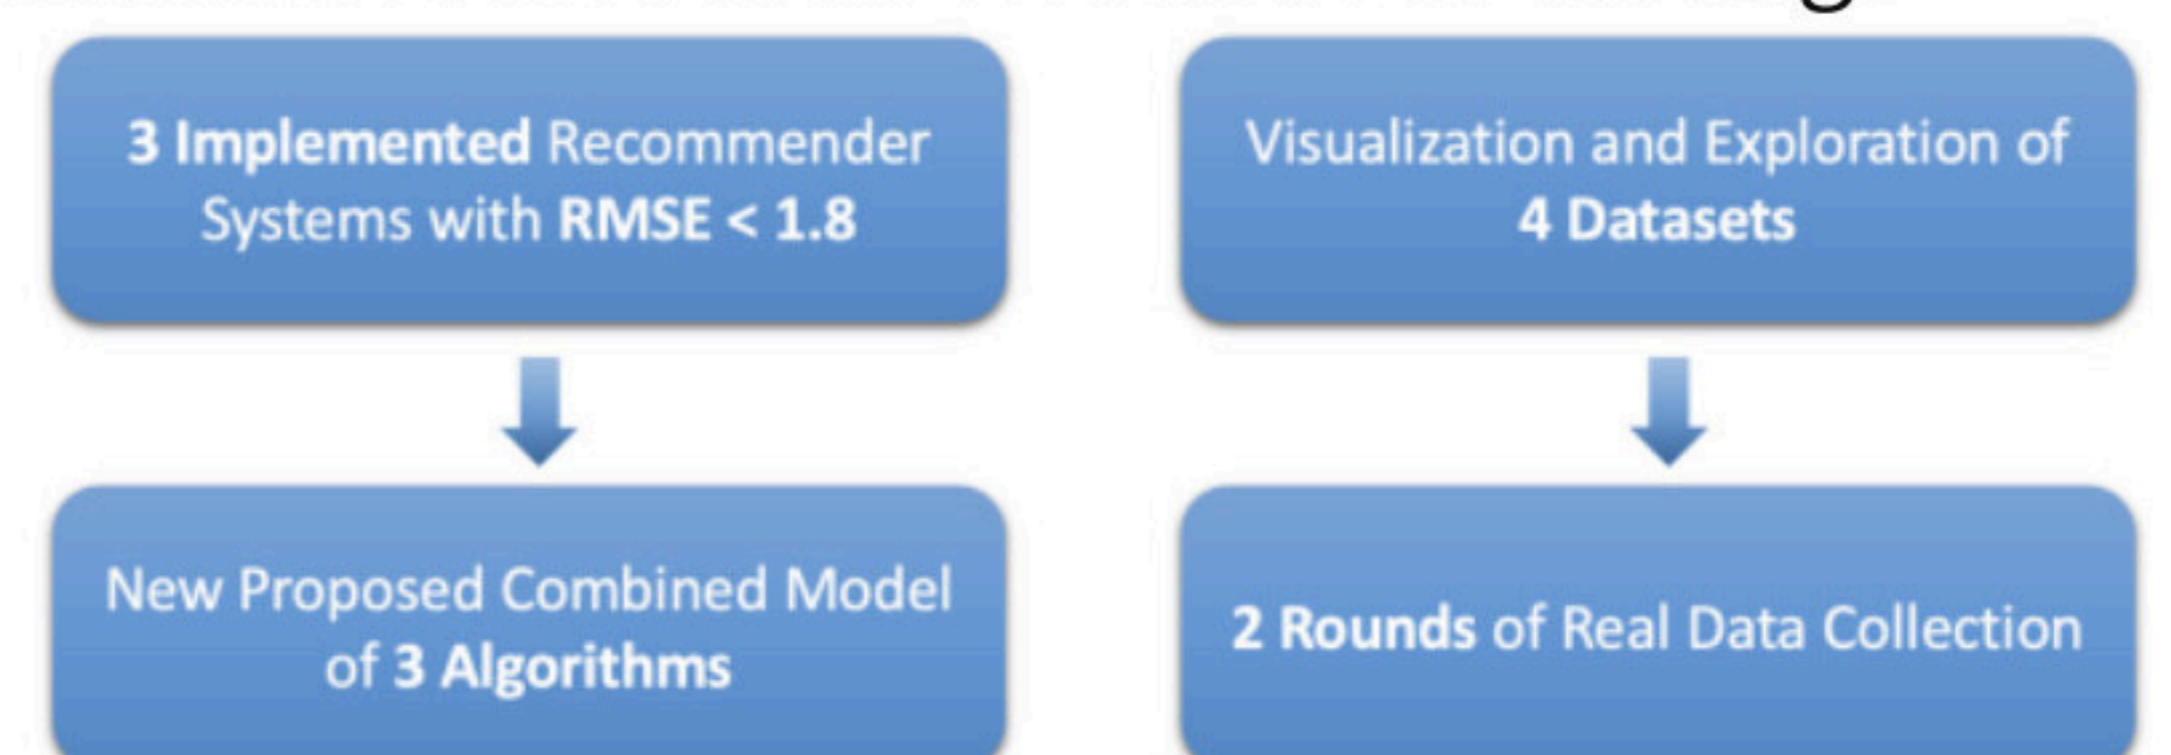 3 Implemented Recommender
Systems with RMSE < 1.8
Visualization and Exploration of
4 Datasets
New Proposed Combined Model
of 3 Algorithms
2 Rounds of Real Data Collection